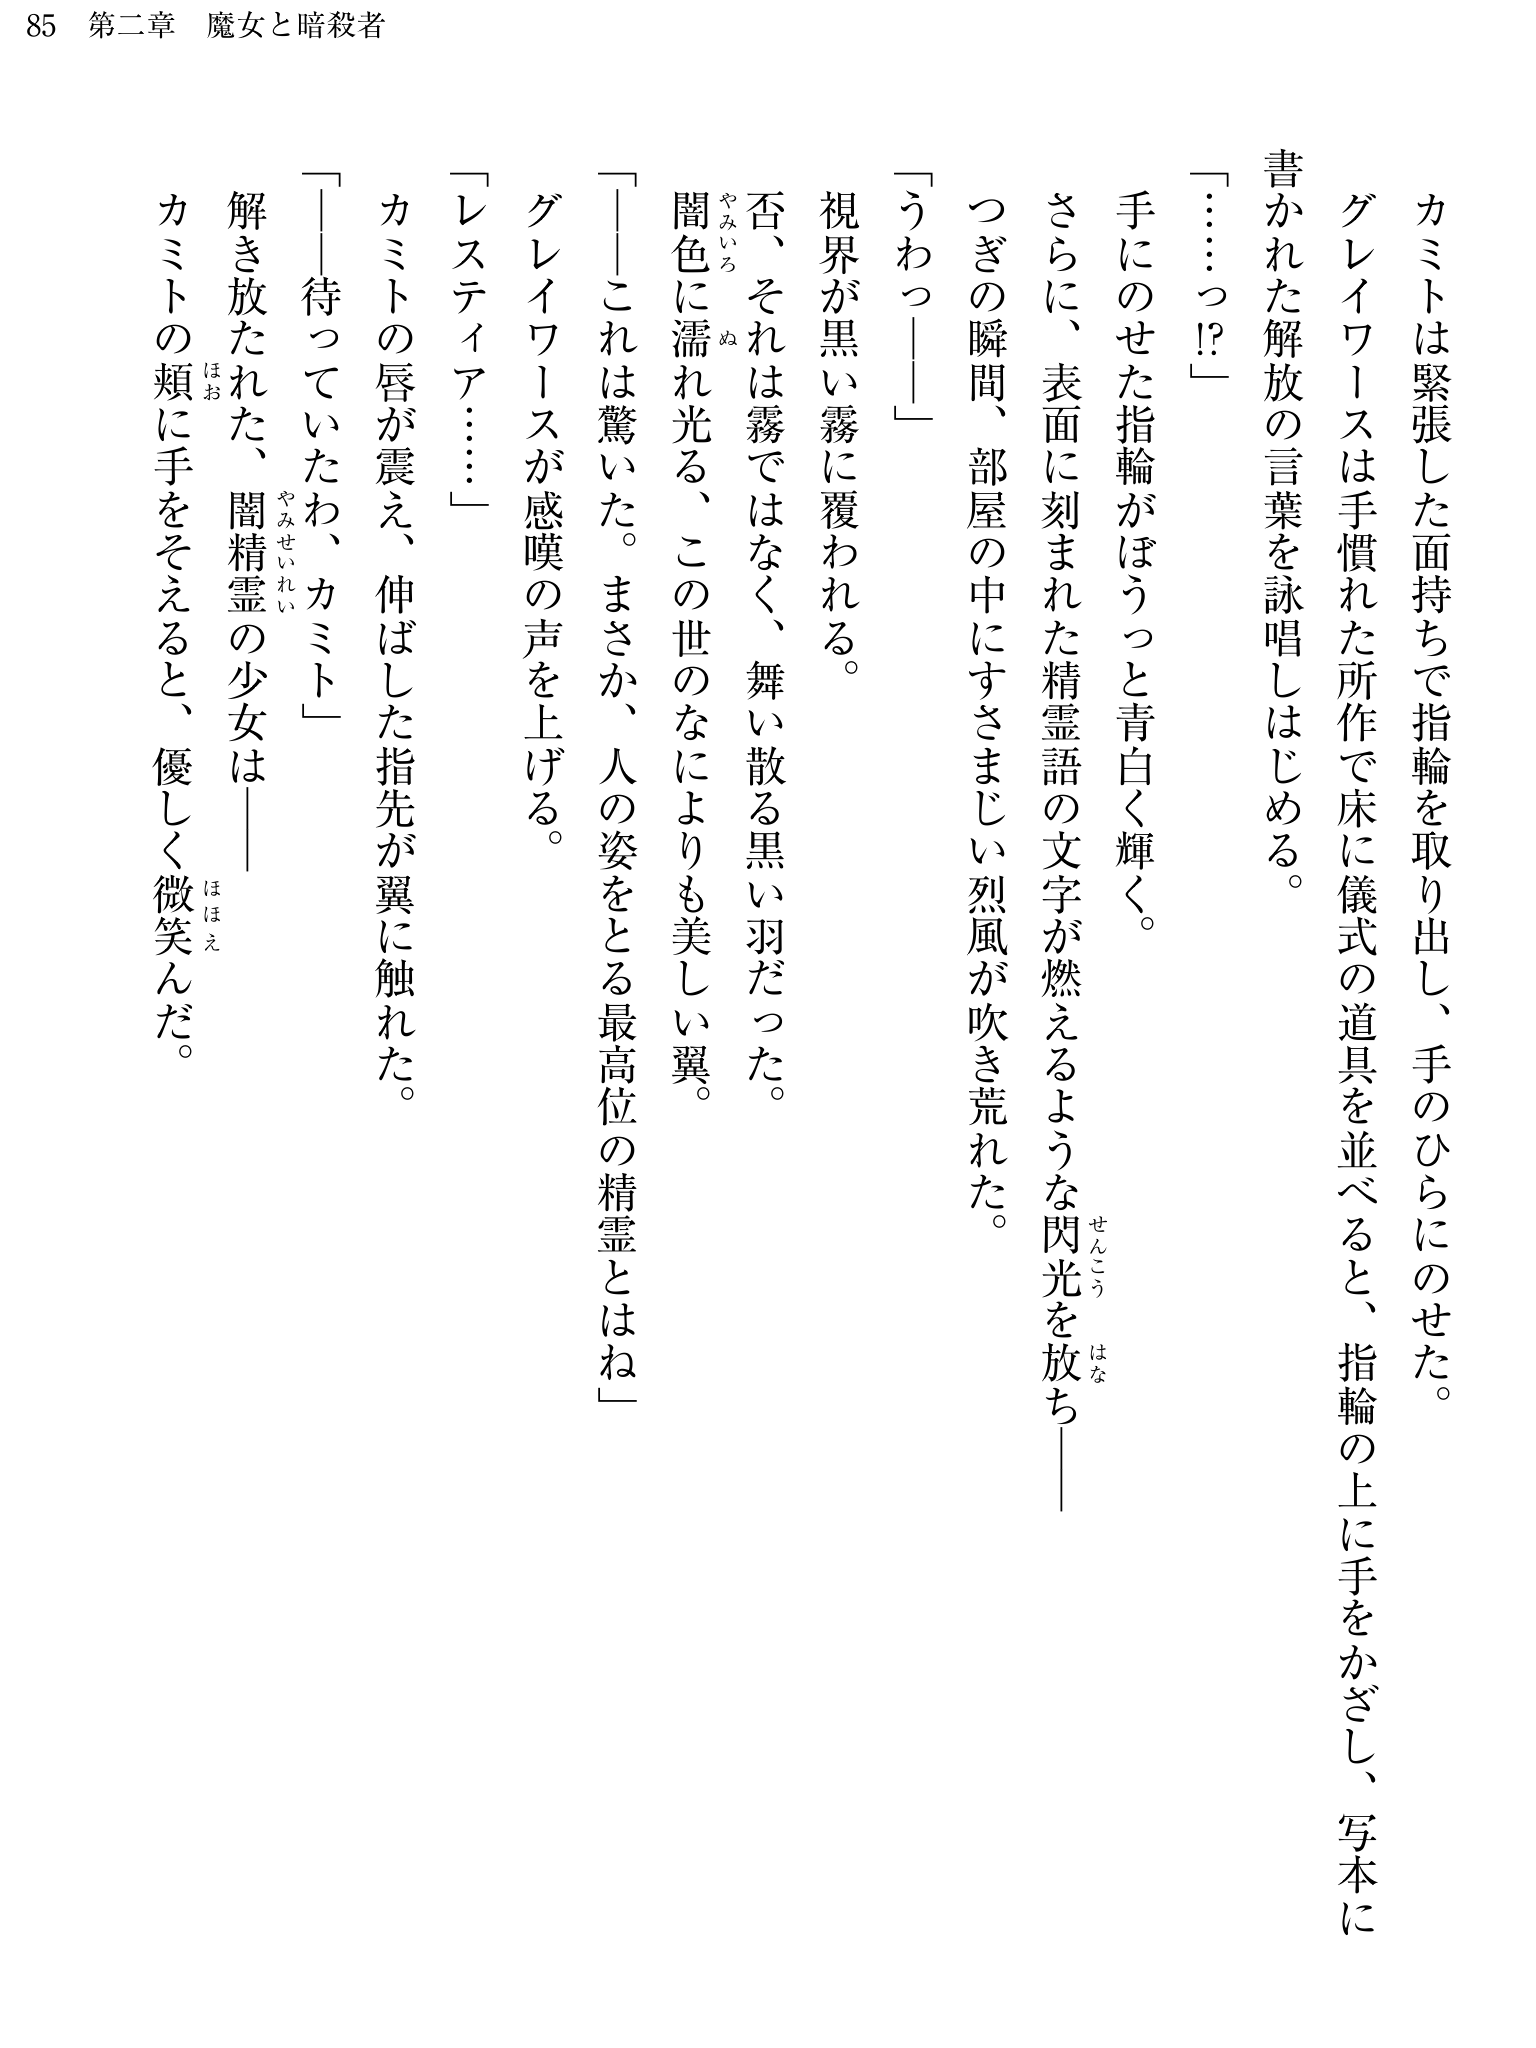 85　第二章　魔女と暗殺者
カミトは緊張した面持ちで指輪を取り出し、手のひらにのせた。
グレイワースは手慣れた所作で床に儀式の道具を並べると、指輪の上に手をかざし、写本に
書かれた解放の言葉を詠唱しはじめる。
「……っ!?」
手にのせた指輪がぼうっと青白く輝く。
さらに、表面に刻まれた精霊語の文字が燃えるような閃光を放ち――
つぎの瞬間、部屋の中にすさまじい烈風が吹き荒れた。
「うわっ――」
視界が黒い霧に覆われる。
否、それは霧ではなく、舞い散る黒い羽だった。
闇色に濡れ光る、この世のなによりも美しい翼。
「――これは驚いた。まさか、人の姿をとる最高位の精霊とはね」
グレイワースが感嘆の声を上げる。
「レスティア……」
カミトの唇が震え、伸ばした指先が翼に触れた。
「――待っていたわ、カミト」
解き放たれた、闇精霊の少女は――
カミトの頬に手をそえると、優しく微笑んだ。